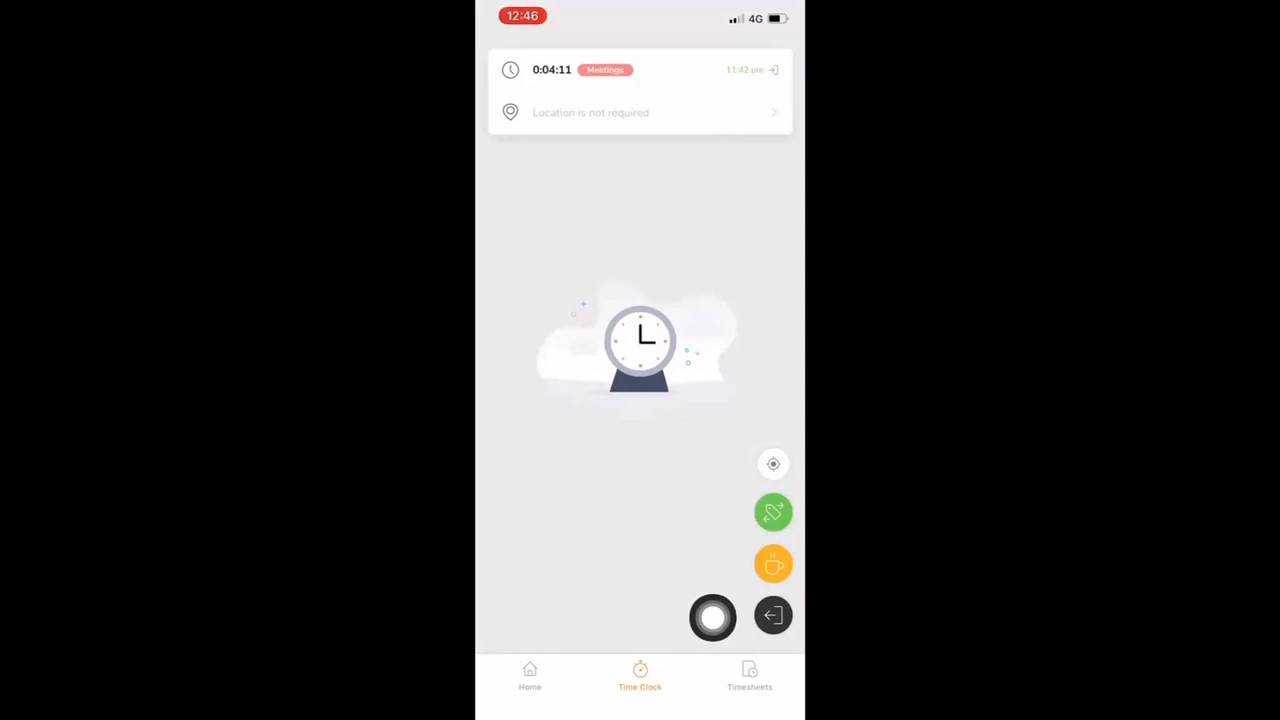 12:46 4G
0:04:11 Meetings 11:42 pm
Location is not required
Home Time Clock Timesheets